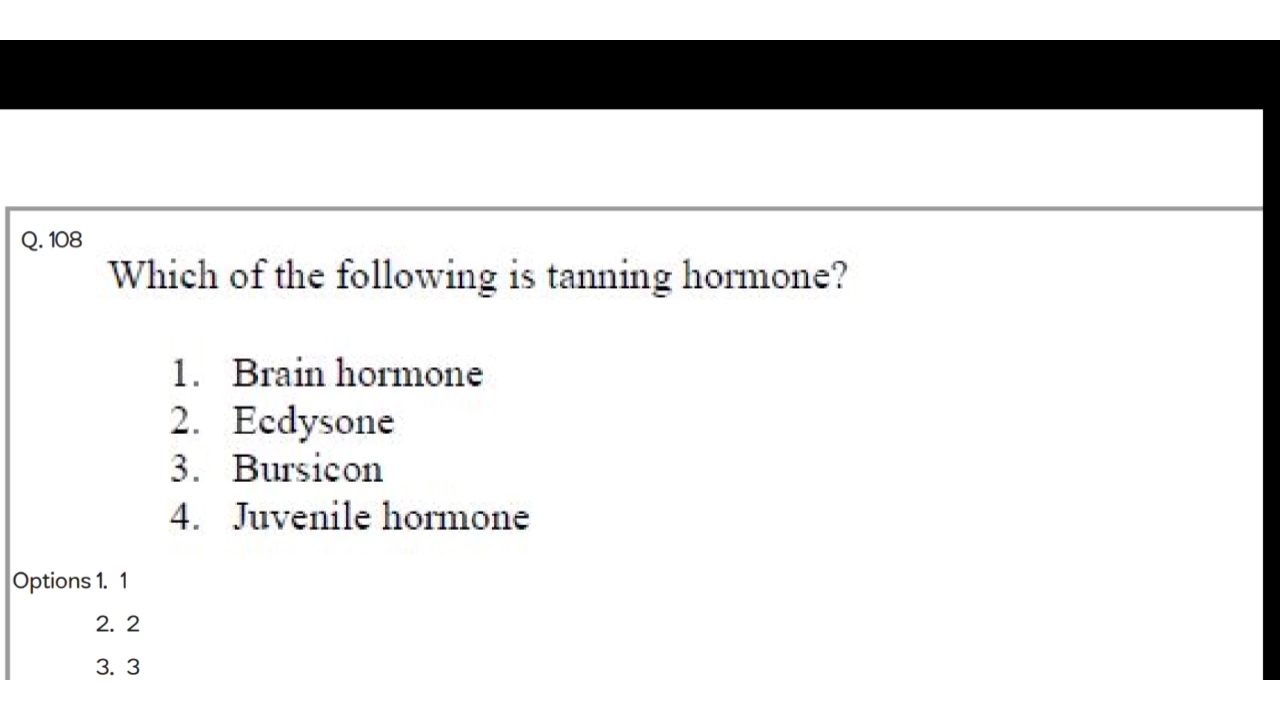 Q. 108
Which of the following is tanning hormone?
1. Brain hormone
2. Ecdysone
3. Bursicon
4. Juvenile hormone
Options 1. 1
2. 2
3. 3